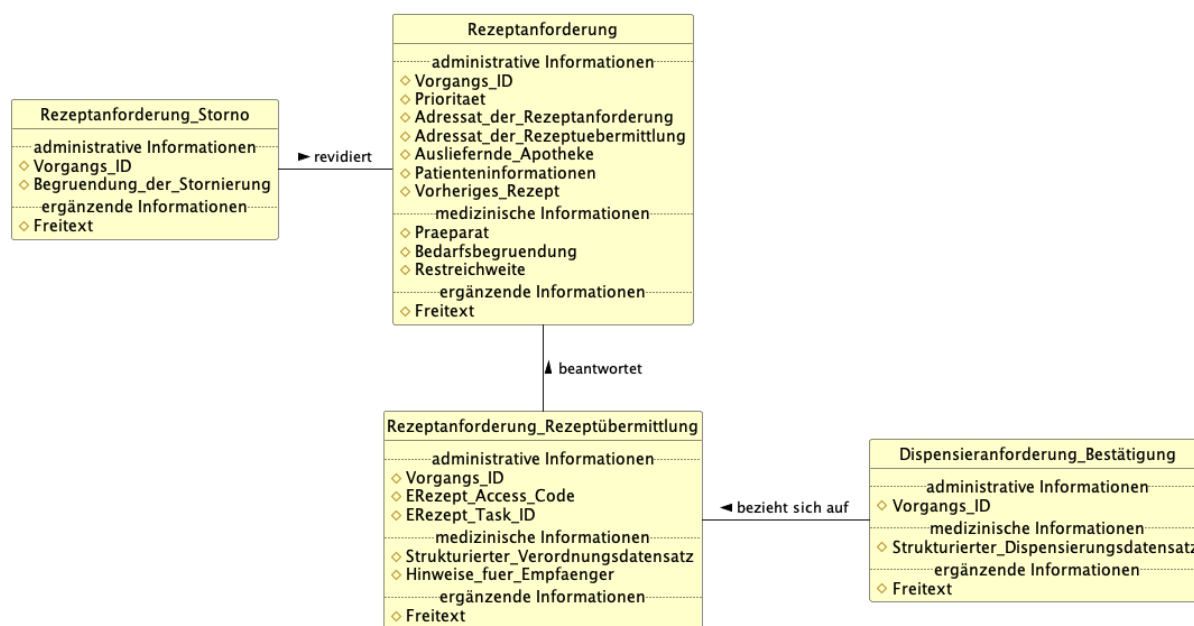 Rezeptanforderung
administrative Informationen
Vorgangs_ID
Prioritaet
Adressat_der_Rezeptanforderung
Adressat_der_Rezeptuebermittlung
Ausliefernde_Apotheke
Patienteninformationen
Vorheriges_Rezept
medizinische Informationen
Praeparat
Bedarfsbegruendung
Restreichweite
ergänzende Informationen
Freitext
Rezeptanforderung_Storno
administrative Informationen
Vorgangs_ID
Begruendung_der_Stornierung
ergänzende Informationen
Freitext
revidiert
beantwortet
Rezeptanforderung_Rezeptübermittlung
administrative Informationen
Vorgangs_ID
ERezept_Access_Code
ERezept_Task_ID
medizinische Informationen
Strukturierter_Verordnungsdatensatz
Hinweise_fuer_Empfaenger
ergänzende Informationen
Freitext
bezieht sich auf
Dispensieranforderung_Bestätigung
administrative Informationen
Vorgangs_ID
medizinische Informationen
Strukturierter_Dispensierungsdatensatz
ergänzende Informationen
Freitext